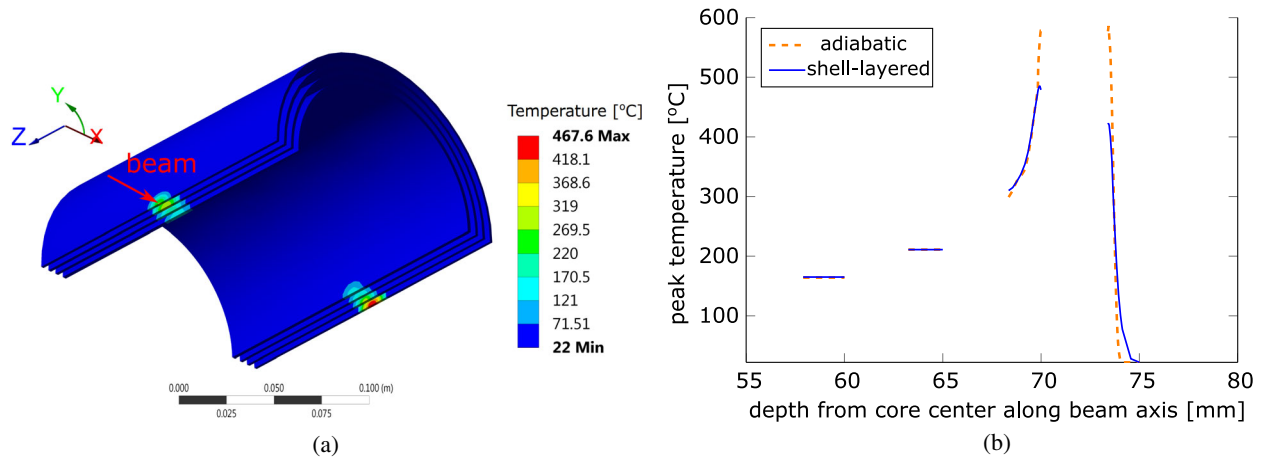 Y
Z
X
beam
Temperature [°C]
467.6 Max
418.1
368.6
319
269.5
220
170.5
121
71.51
22 Min
0.000
0.050
0.100 (m)
0.025
0.075
(a)
adiabatic
shell-layered
peak temperature [°C]
600
500
400
300
200
100
55
60
65
70
75
80
depth from core center along beam axis [mm]
(b)